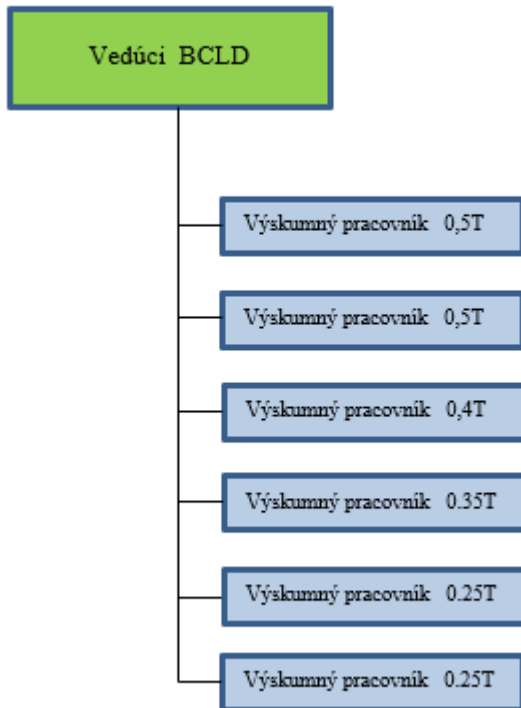 Vedúci BCLD
Výskumný pracovník 0,5T
Výskumný pracovník 0,5T
Výskumný pracovník 0,4T
Výskumný pracovník 0.35T
Výskumný pracovník 0.25T
Výskumný pracovník 0.25T